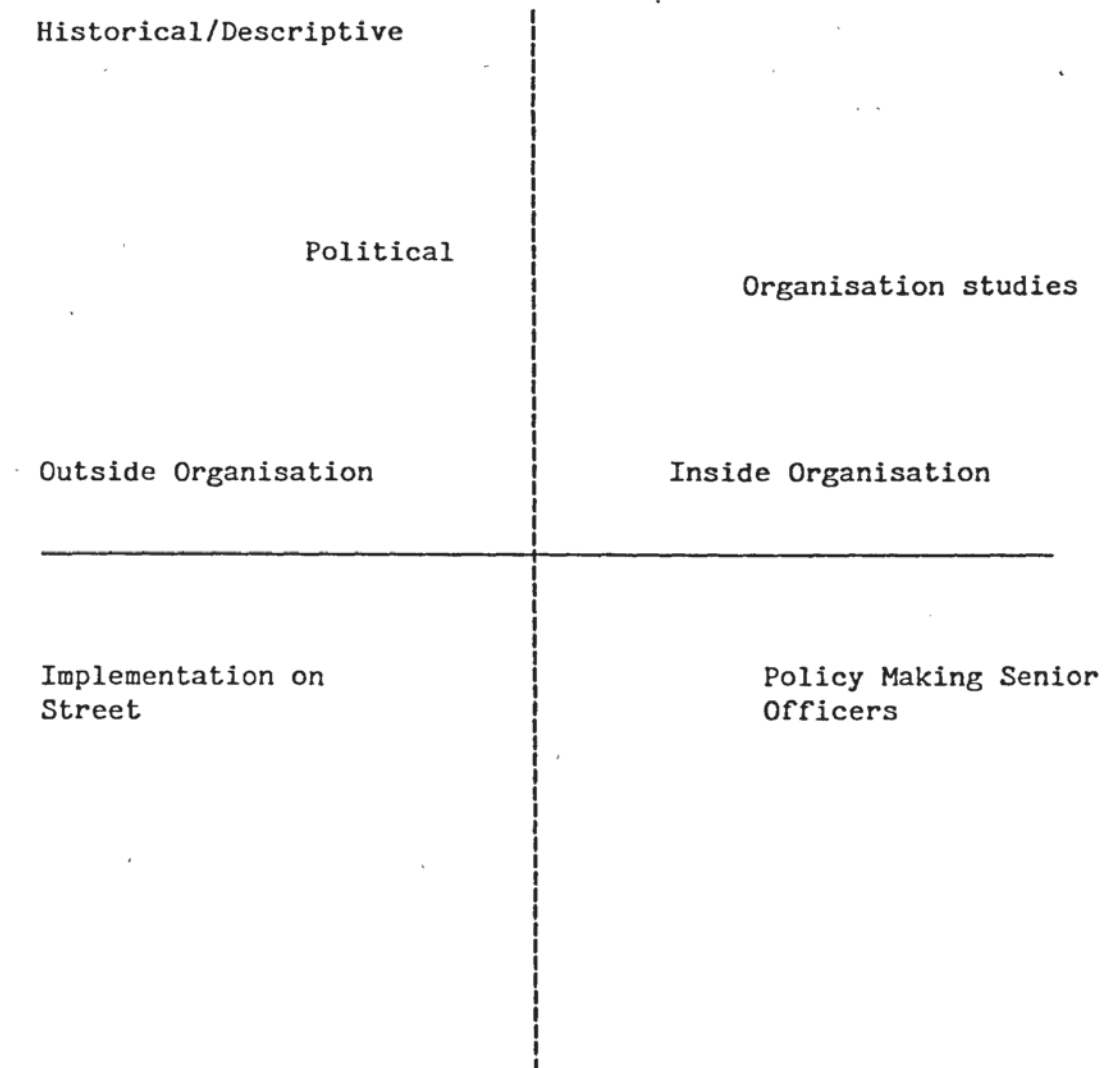 Historical/Descriptive
Political
Organisation studies
Outside Organisation
Inside Organisation
Implementation on
Street
Policy Making Senior
Officers